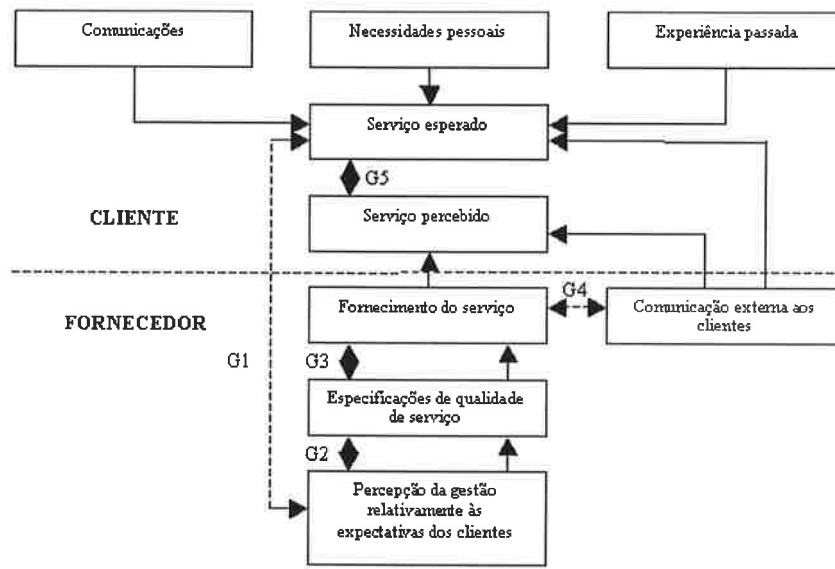 Comunicações
Necessidades pessoais
Experiência passada
Serviço esperado
G5
CLIENTE
Serviço percebido
G4
FORNECEDOR
Fornecimento do serviço
Comunicação externa aos
clientes
G1
G3
Especificações de qualidade
de serviço
G2
Percepção da gestão
relativamente às
expectativas dos clientes